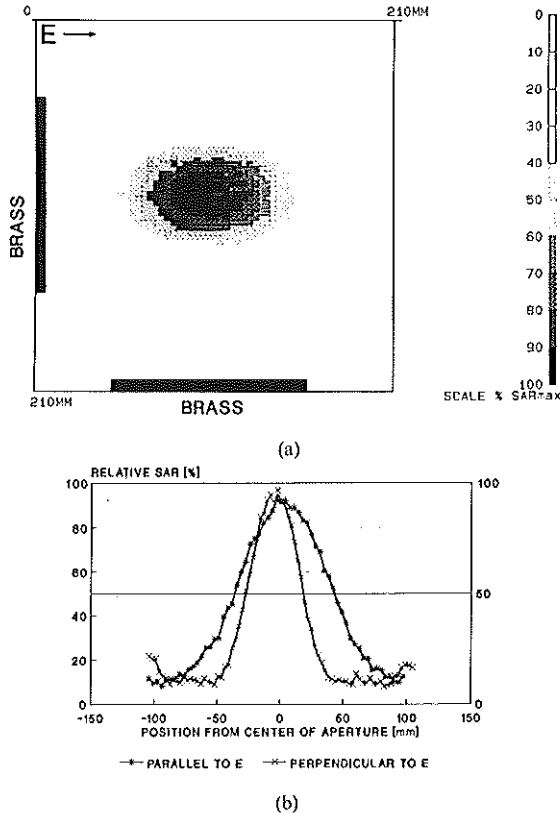 0
210MM
E
BRASS
210MM
BRASS
0
10
20
30
40
50
60
70
80
90
100
SCALE % SARmax
(a)
RELATIVE SAR [%]
100
80
60
40
20
0
100
50
0
-150
-100
-50
0
60
100
150
POSITION FROM CENTER OF APERTURE [mm]
PARALLEL TO E
PERPENDICULAR TO E
(b)